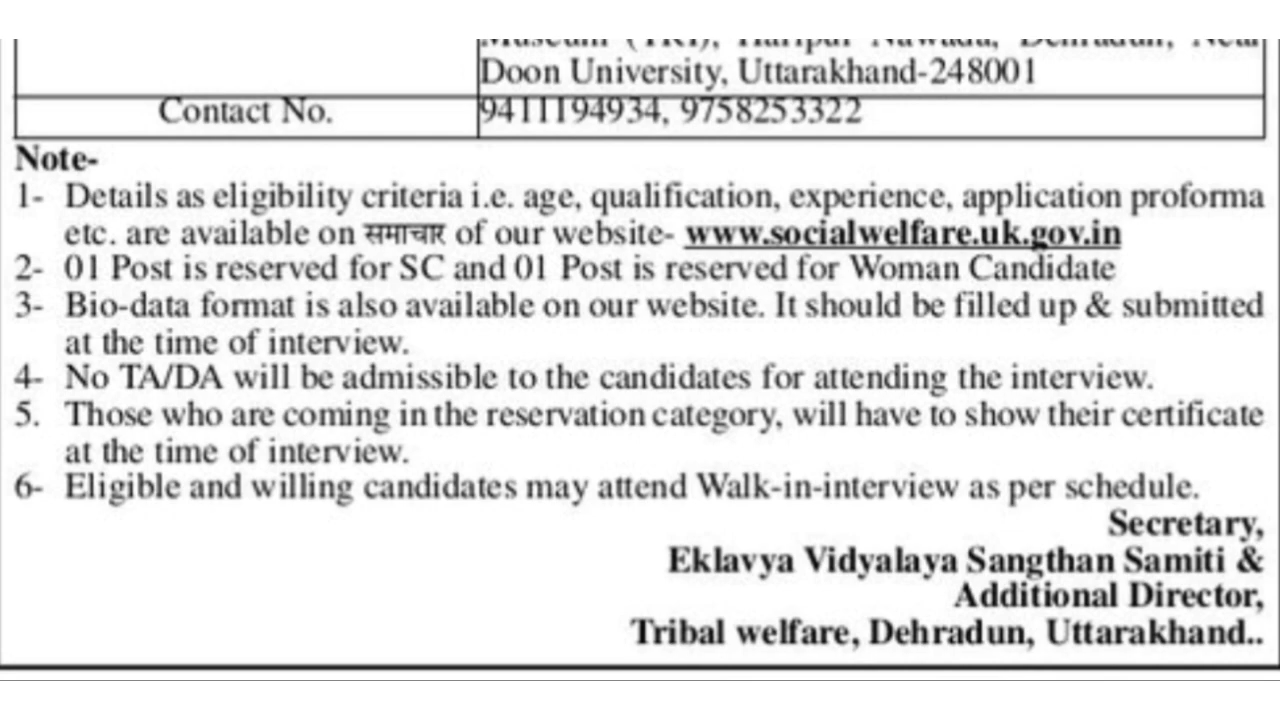 Museum (TRI), Haripur Nawada, Dehradun, Near
Doon University, Uttarakhand-248001
Contact No. 9411194934, 9758253322
Note-
1- Details as eligibility criteria i.e. age, qualification, experience, application proforma
etc. are available on समाचार of our website- www.socialwelfare.uk.gov.in
2- 01 Post is reserved for SC and 01 Post is reserved for Woman Candidate
3- Bio-data format is also available on our website. It should be filled up & submitted
at the time of interview.
4- No TA/DA will be admissible to the candidates for attending the interview.
5. Those who are coming in the reservation category, will have to show their certificate
at the time of interview.
6- Eligible and willing candidates may attend Walk-in-interview as per schedule.
Secretary,
Eklavya Vidyalaya Sangthan Samiti &
Additional Director,
Tribal welfare, Dehradun, Uttarakhand..